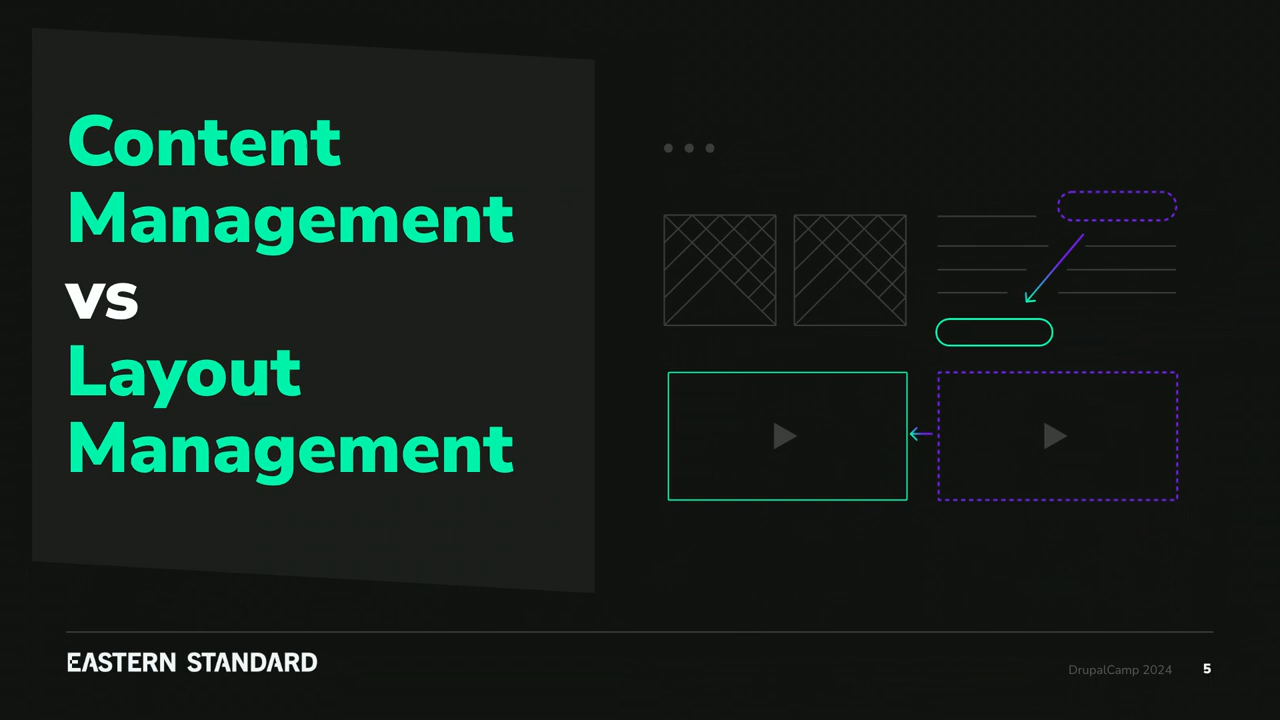 Content
Management
vs
Layout
Management
EASTERN STANDARD
DrupalCamp 2024
5